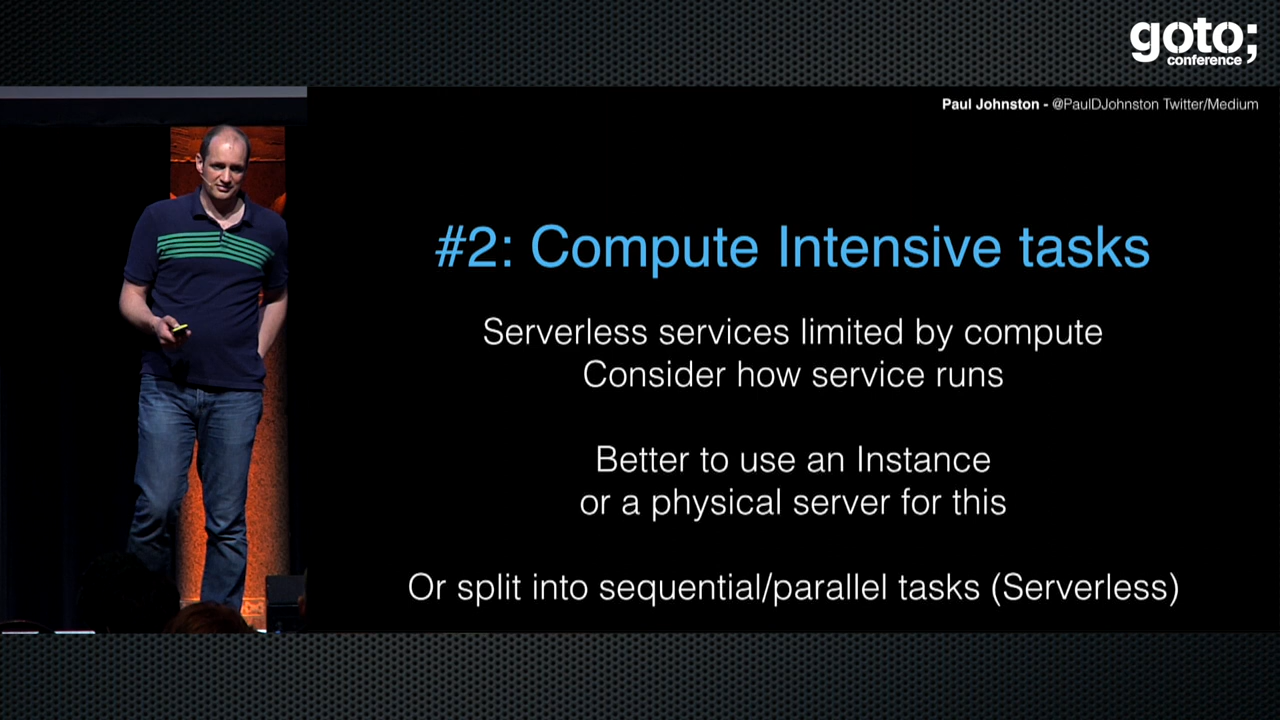 goto;
conference
Paul Johnston - @PaulDJohnston Twitter/Medium
#2: Compute Intensive tasks
Serverless services limited by compute
Consider how service runs
Better to use an Instance
or a physical server for this
Or split into sequential/parallel tasks (Serverless)